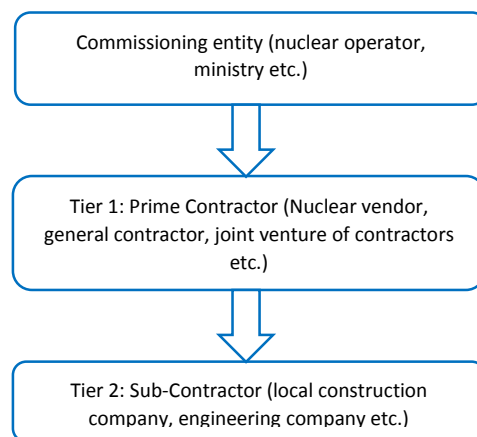 Commissioning entity (nuclear operator,
ministry etc.)
Tier 1: Prime Contractor (Nuclear vendor,
general contractor, joint venture of contractors
etc.)
Tier 2: Sub-Contractor (local construction
company, engineering company etc.)